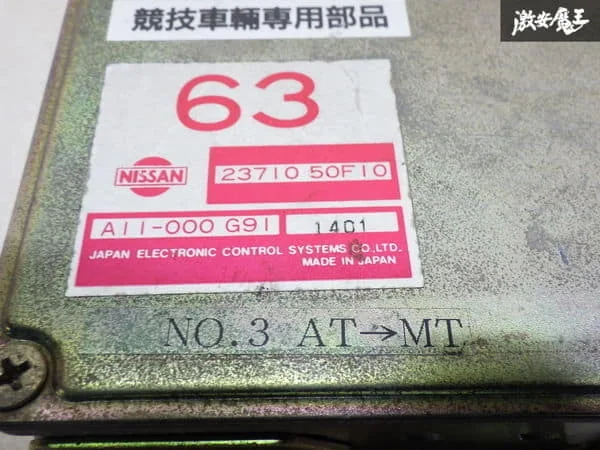 激安魔王
競技車輛専用部品
63
NISSAN
23710 50F10
A11-000 G91
1401
JAPAN ELECTRONIC CONTROL SYSTEMS CO.,LTD.
MADE IN JAPAN
NO.3 AT→MT